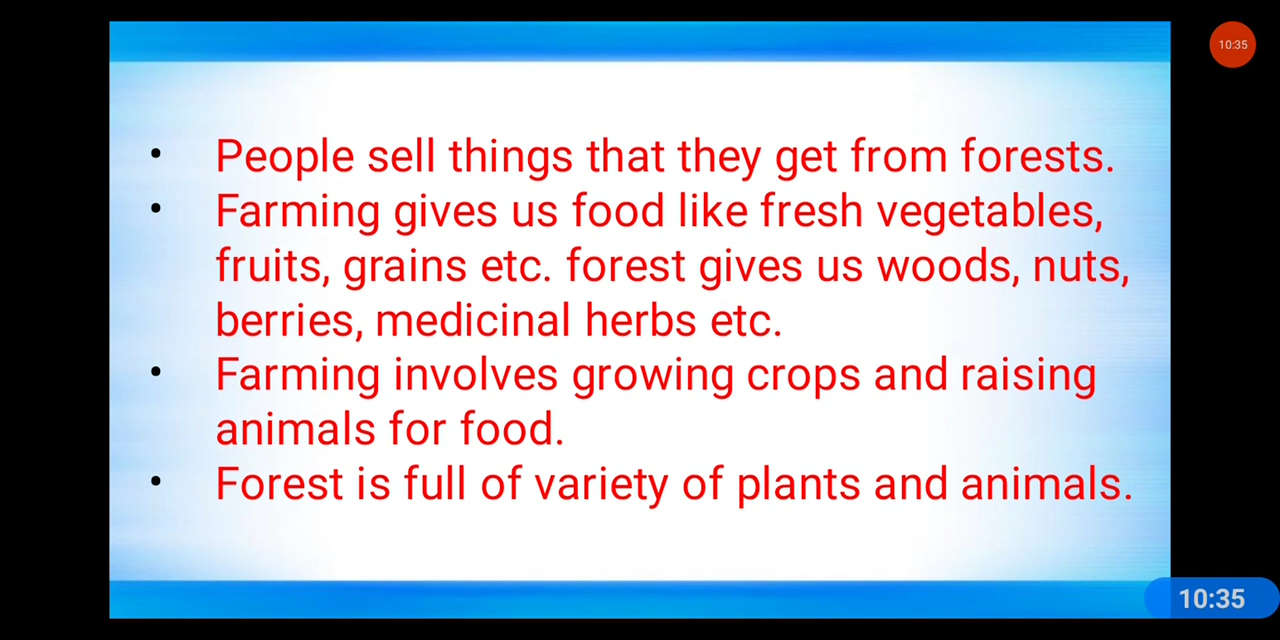 10:35
• People sell things that they get from forests.
• Farming gives us food like fresh vegetables,
fruits, grains etc. forest gives us woods, nuts,
berries, medicinal herbs etc.
• Farming involves growing crops and raising
animals for food.
• Forest is full of variety of plants and animals.
10:35